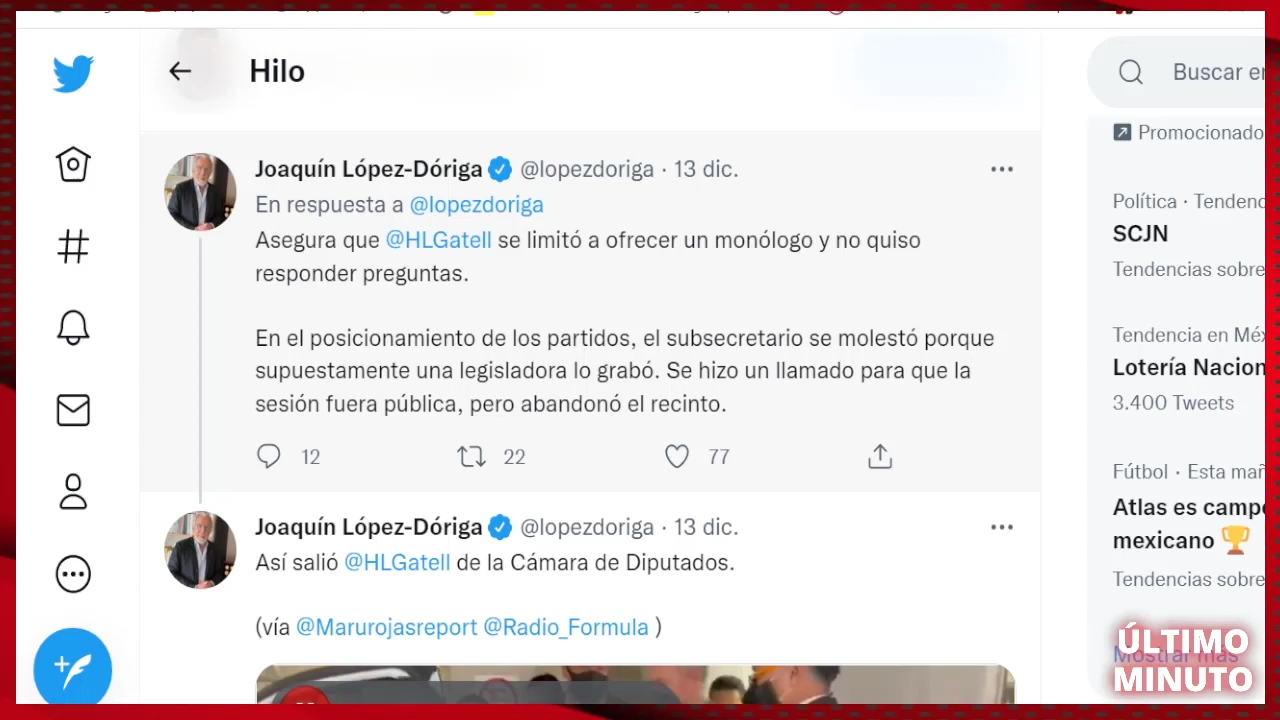 Hilo
Buscar en
Joaquín López-Dóriga @lopezdoriga · 13 dic.
En respuesta a @lopezdoriga
Asegura que @HLGatell se limitó a ofrecer un monólogo y no quiso
responder preguntas.
En el posicionamiento de los partidos, el subsecretario se molestó porque
supuestamente una legisladora lo grabó. Se hizo un llamado para que la
sesión fuera pública, pero abandonó el recinto.
12 22 77
Joaquín López-Dóriga @lopezdoriga · 13 dic.
Así salió @HLGatell de la Cámara de Diputados.
(vía @Marurojasreport @Radio_Formula )
Promocionado
Política · Tendenc
SCJN
Tendencias sobre
Tendencia en Méx
Lotería Nacion
3.400 Tweets
Fútbol · Esta mañ
Atlas es campe
mexicano
Tendencias sobre
Mostrar más
ÚLTIMO
MINUTO